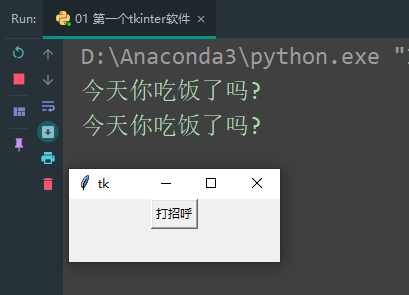 Run: 01 第一个tkinter软件 ×
D:\Anaconda3\python.exe "
今天你吃饭了吗?
今天你吃饭了吗?
tk
打招呼